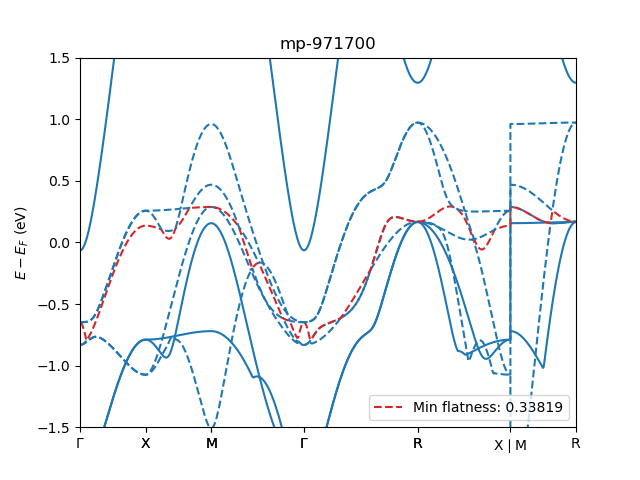 mp-971700
E − E_F (eV)
1.5
1.0
0.5
0.0
−0.5
−1.0
−1.5
Min flatness: 0.33819
Γ X M Γ R X | M R